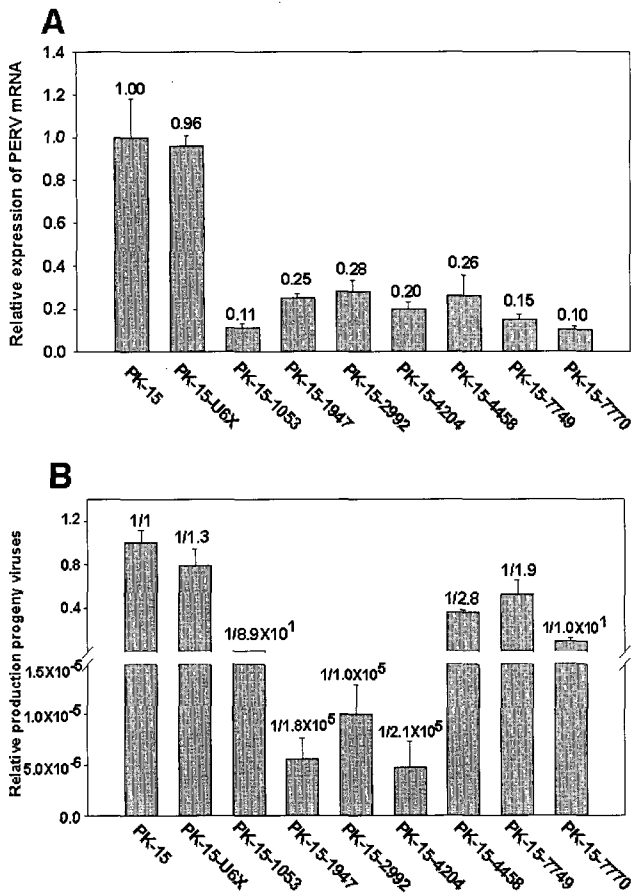 A
Relative expression of PERV mRNA
1.4
1.2
1.0
0.8
0.6
0.4
0.2
0.0
1.00
0.96
0.11
0.25
0.28
0.20
0.26
0.15
0.10
PK-15
PK-15-U6X
PK-15-1053
PK-15-1947
PK-15-2992
PK-15-4204
PK-15-4458
PK-15-7749
PK-15-7770
B
Relative production progeny viruses
1.2
0.8
0.4
1.5X10⁻⁵
1.0X10⁻⁵
5.0X10⁻⁶
0.0
1/1
1/1.3
1/8.9X10¹
1/1.8X10⁵
1/1.0X10⁵
1/2.1X10⁵
1/2.8
1/1.9
1/1.0X10¹
PK-15
PK-15-U6X
PK-15-1053
PK-15-1947
PK-15-2992
PK-15-4204
PK-15-4458
PK-15-7749
PK-15-7770